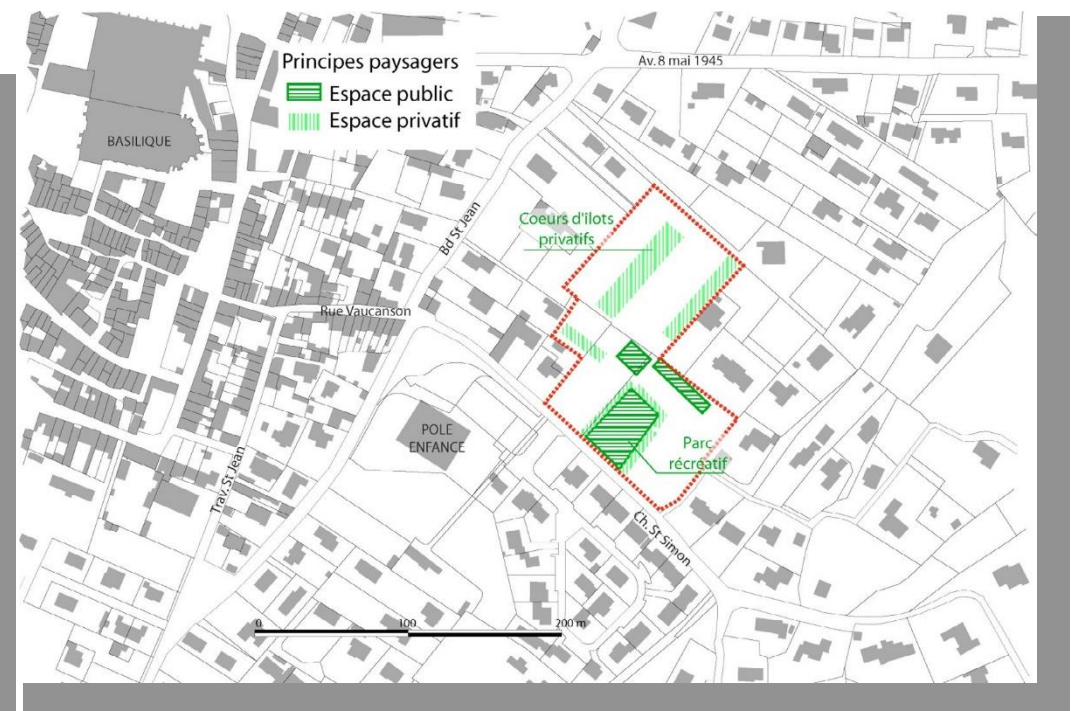 Principes paysagers
Espace public
Espace privatif
Av. 8 mai 1945
BASILIQUE
Coeurs d'ilots
privatifs
Bd St Jean
Rue Vaucanson
POLE
ENFANCE
Parc
récréatif
Trav. St Jean
Ch. St Simon
0 100 200 m